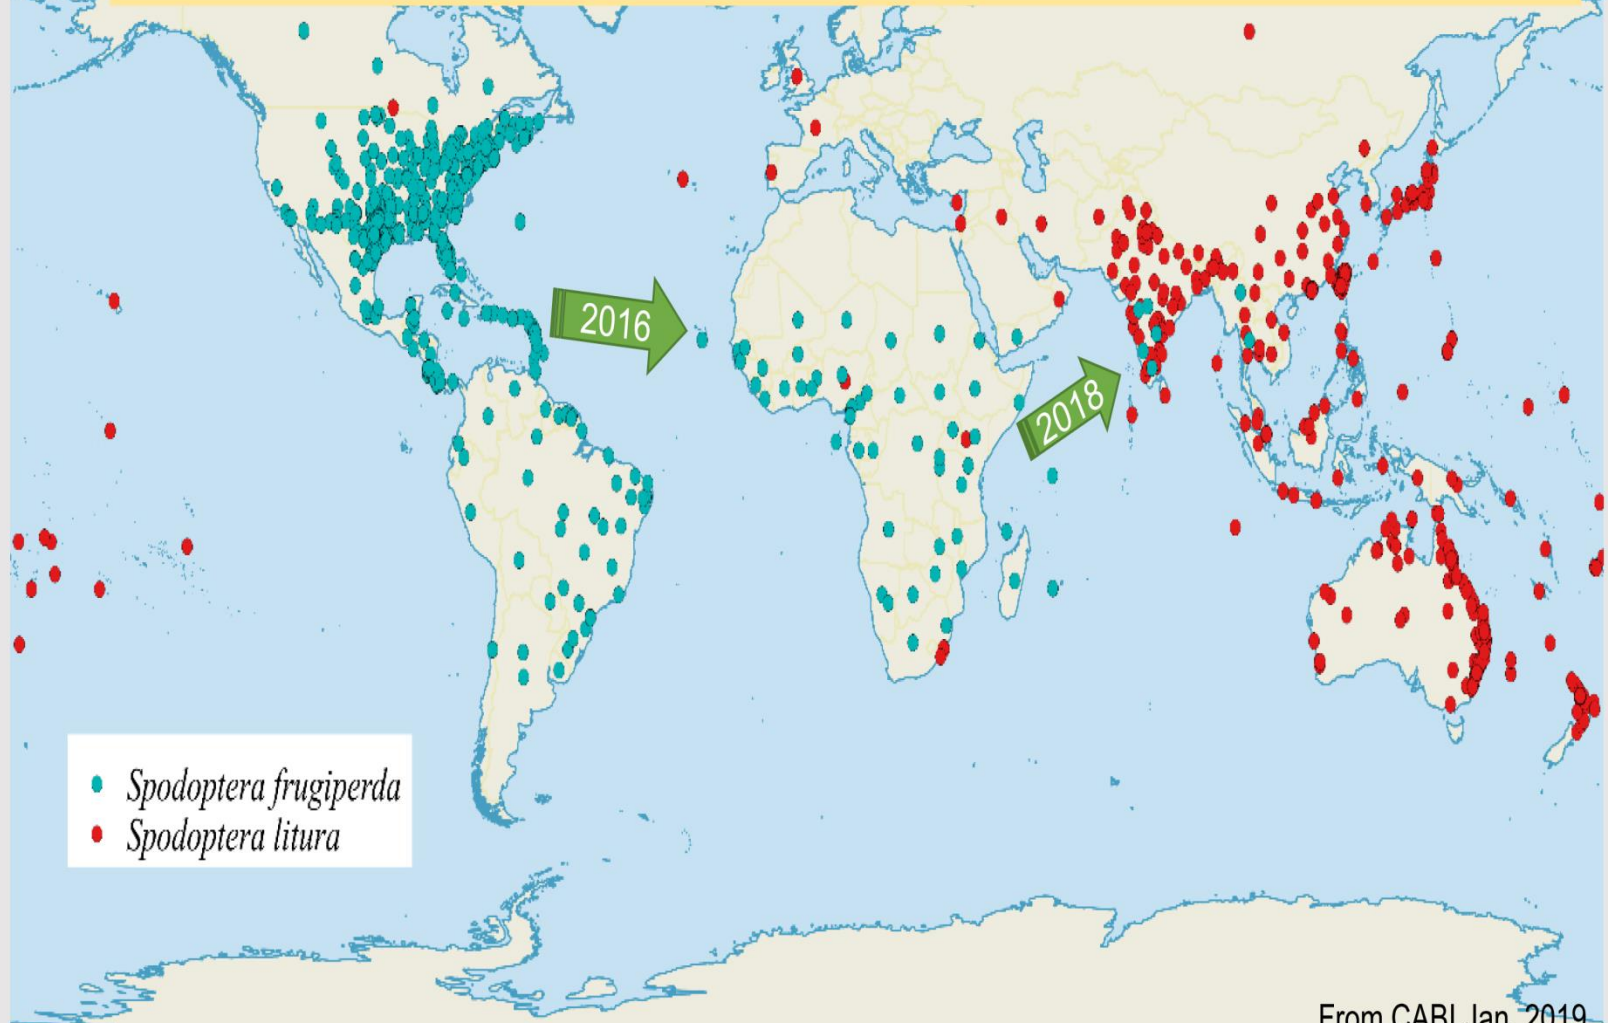 2016
2018
Spodoptera frugiperda
Spodoptera litura
From CABI Jan. 2019